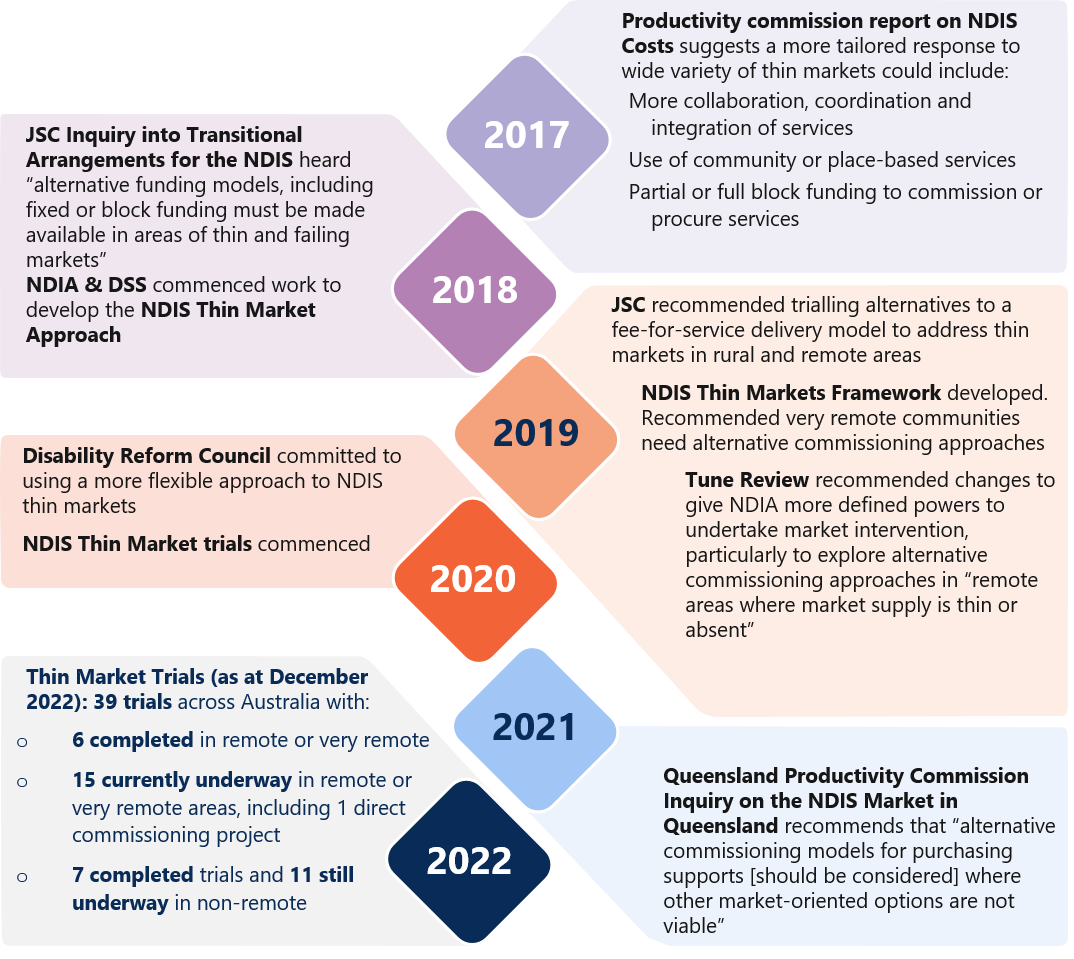 2017
Productivity commission report on NDIS
Costs suggests a more tailored response to
wide variety of thin markets could include:
More collaboration, coordination and
integration of services
Use of community or place-based services
Partial or full block funding to commission or
procure services
2018
JSC Inquiry into Transitional
Arrangements for the NDIS heard
“alternative funding models, including
fixed or block funding must be made
available in areas of thin and failing
markets”
NDIA & DSS commenced work to
develop the NDIS Thin Market
Approach
2019
JSC recommended trialling alternatives to a
fee-for-service delivery model to address thin
markets in rural and remote areas
NDIS Thin Markets Framework developed.
Recommended very remote communities
need alternative commissioning approaches
Tune Review recommended changes to
give NDIA more defined powers to
undertake market intervention,
particularly to explore alternative
commissioning approaches in “remote
areas where market supply is thin or
absent”
2020
Disability Reform Council committed to
using a more flexible approach to NDIS
thin markets
NDIS Thin Market trials commenced
2021
Queensland Productivity Commission
Inquiry on the NDIS Market in
Queensland recommends that “alternative
commissioning models for purchasing
supports [should be considered] where
other market-oriented options are not
viable”
2022
Thin Market Trials (as at December
2022): 39 trials across Australia with:
o 6 completed in remote or very remote
o 15 currently underway in remote or
very remote areas, including 1 direct
commissioning project
o 7 completed trials and 11 still
underway in non-remote